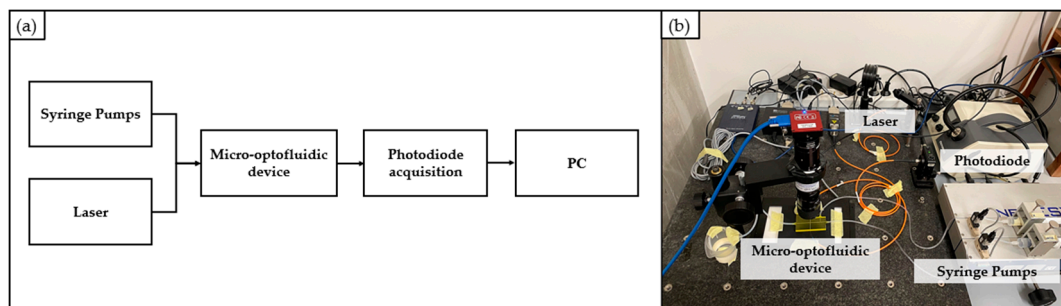 (a)
Syringe Pumps
Laser
Micro-optofluidic
device
Photodiode
acquisition
PC
(b)
Laser
Photodiode
Micro-optofluidic
device
Syringe Pumps